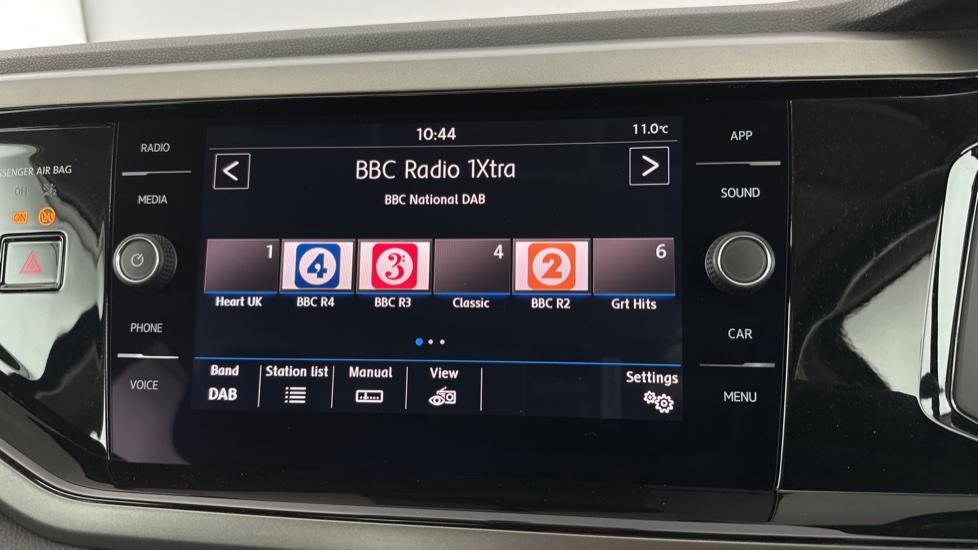 10:44
11.0°C
<
BBC Radio 1Xtra
>
BBC National DAB
1
4
3
4
2
6
Heart UK
BBC R4
BBC R3
Classic
BBC R2
Grt Hits
Band
DAB
Station list
Manual
View
Settings
RADIO
MEDIA
PHONE
VOICE
APP
SOUND
CAR
MENU
SSENGER AIR BAG
OFF
ON